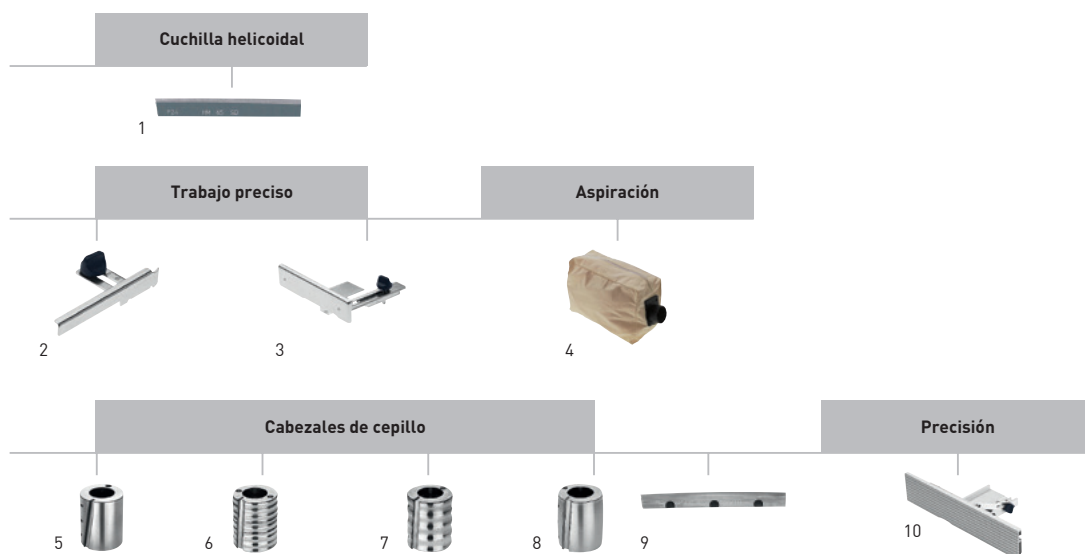 Cuchilla helicoidal
1
Trabajo preciso
Aspiración
2
3
4
Cabezales de cepillo
Precisión
5
6
7
8
9
10